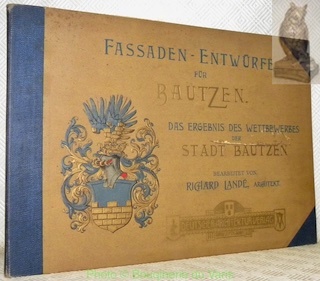 FASSADEN-ENTWÜRFE
FÜR
BAUTZEN.
DAS ERGEBNIS DES WETTBEWERBES
DER
STADT BAUTZEN
BEARBEITET VON
RICHARD LANDÉ, ARCHITEKT.